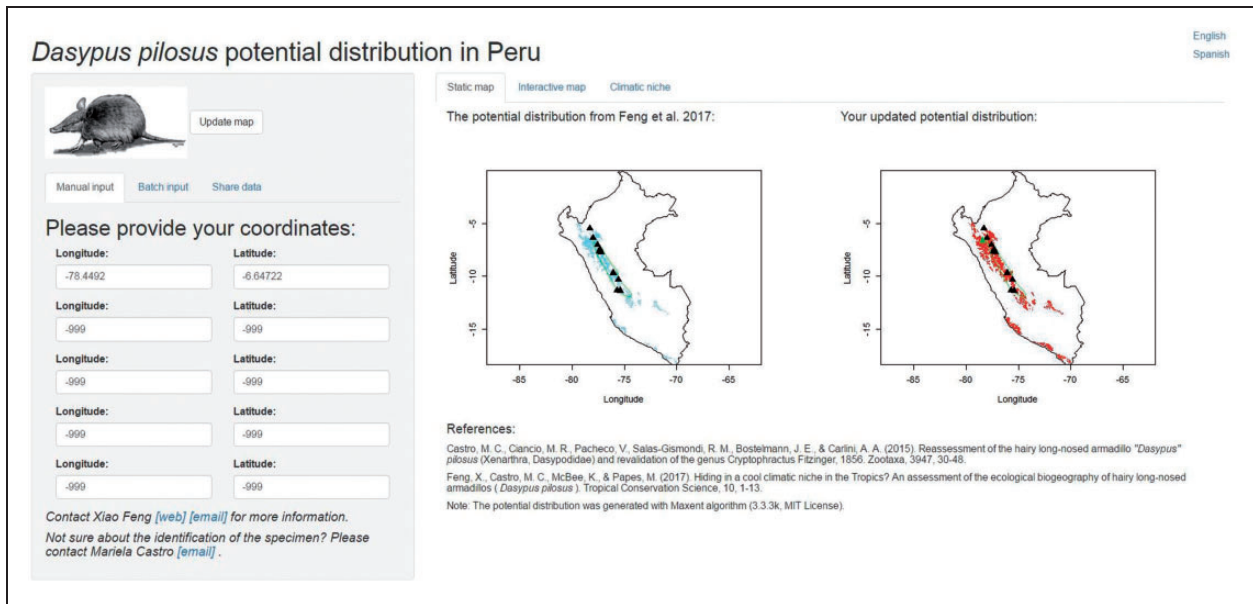 English
Spanish
Dasypus pilosus potential distribution in Peru
Update map
Manual input Batch input Share data
Please provide your coordinates:
Longitude: Latitude:
-78.4492 -6.64722
Longitude: Latitude:
-999 -999
Longitude: Latitude:
-999 -999
Longitude: Latitude:
-999 -999
Longitude: Latitude:
-999 -999
Contact Xiao Feng [web] [email] for more information.
Not sure about the identification of the specimen? Please
contact Mariela Castro [email] .
Static map Interactive map Climatic niche
The potential distribution from Feng et al. 2017:
Latitude
-5
-10
-15
-85 -80 -75 -70 -65
Longitude
Your updated potential distribution:
Latitude
-5
-10
-15
-85 -80 -75 -70 -65
Longitude
References:
Castro, M. C., Ciancio, M. R., Pacheco, V., Salas-Gismondi, R. M., Bostelmann, J. E., & Carlini, A. A. (2015). Reassessment of the hairy long-nosed armadillo "Dasypus"
pilosus (Xenarthra, Dasypodidae) and revalidation of the genus Cryptophractus Fitzinger, 1856. Zootaxa, 3947, 30-48.
Feng, X., Castro, M. C., McBee, K., & Papes, M. (2017). Hiding in a cool climatic niche in the Tropics? An assessment of the ecological biogeography of hairy long-nosed
armadillos ( Dasypus pilosus ). Tropical Conservation Science, 10, 1-13.
Note: The potential distribution was generated with Maxent algorithm (3.3.3k, MIT License).